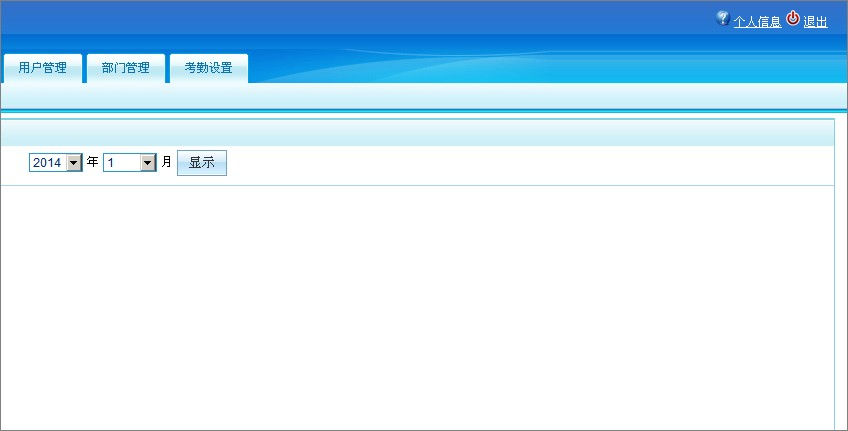 个人信息 退出
用户管理 部门管理 考勤设置
2014 年 1 月 显示